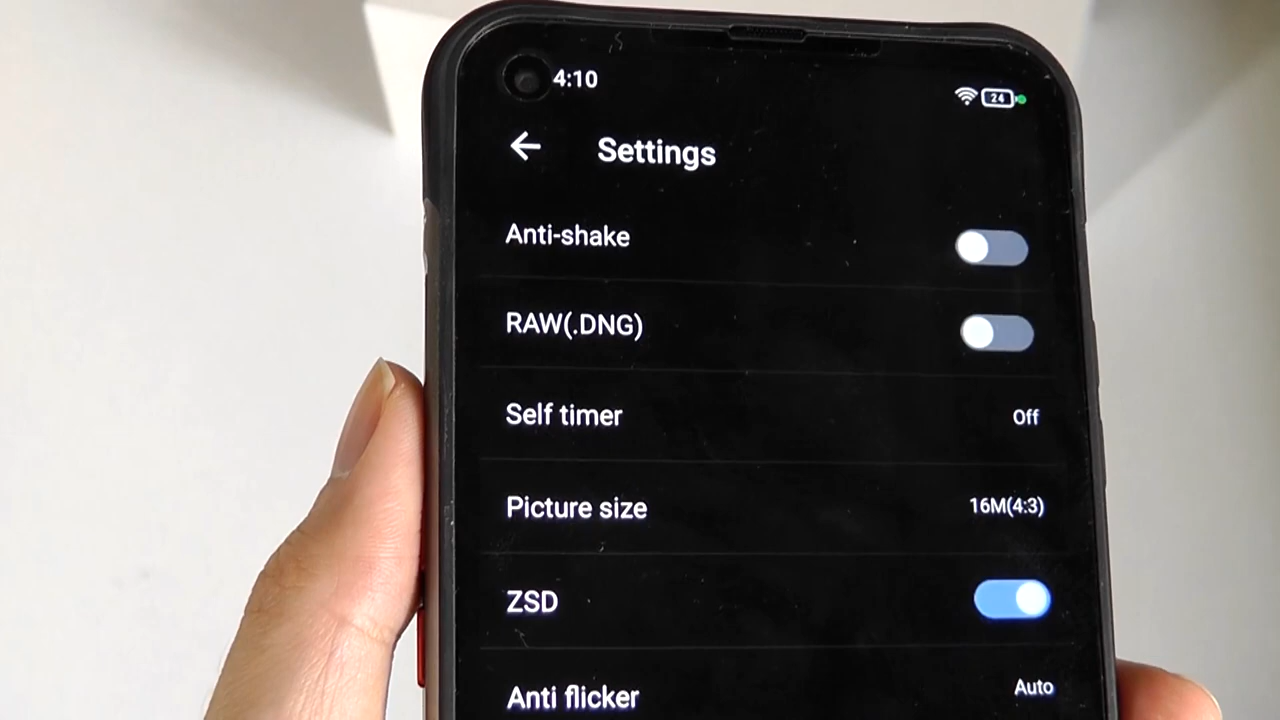 4:10
24
Settings
Anti-shake
RAW(.DNG)
Self timer
Off
Picture size
16M(4:3)
ZSD
Anti flicker
Auto